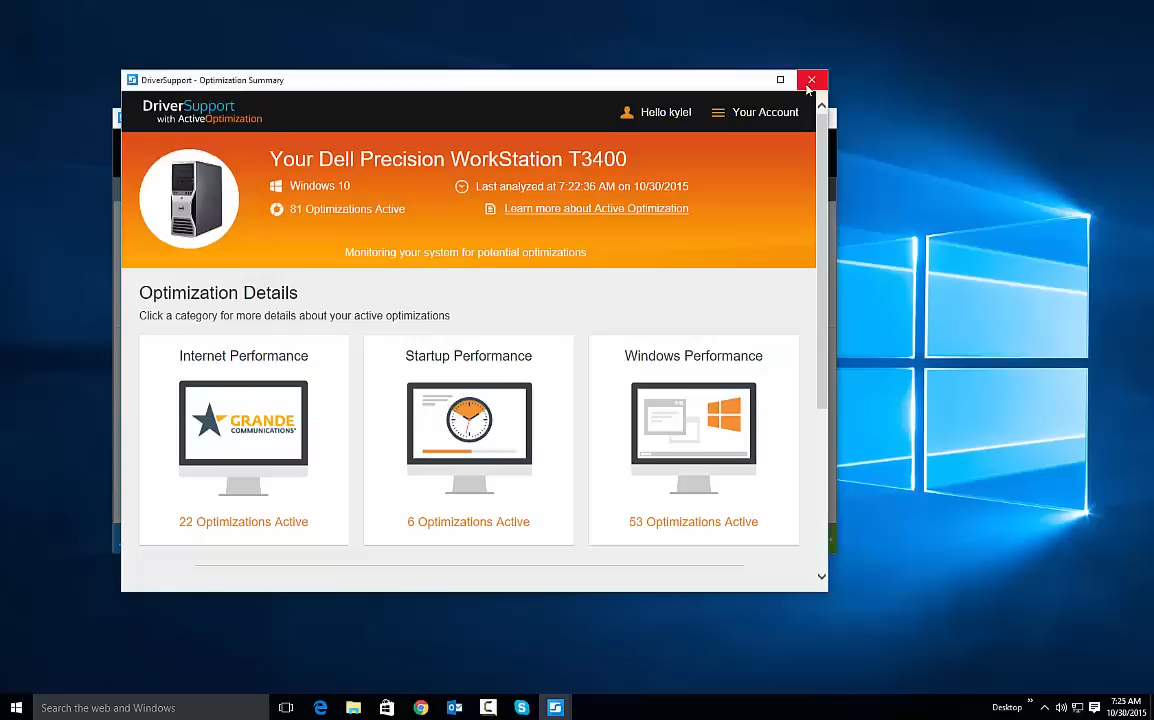 DriverSupport - Optimization Summary
DriverSupport
with ActiveOptimization
Hello kyle!
Your Account
Your Dell Precision WorkStation T3400
Windows 10
Last analyzed at 7:22:36 AM on 10/30/2015
81 Optimizations Active
Learn more about Active Optimization
Monitoring your system for potential optimizations
Optimization Details
Click a category for more details about your active optimizations
Internet Performance
Startup Performance
Windows Performance
GRANDE
COMMUNICATIONS
22 Optimizations Active
6 Optimizations Active
53 Optimizations Active
Search the web and Windows
Desktop
7:25 AM
10/30/2015